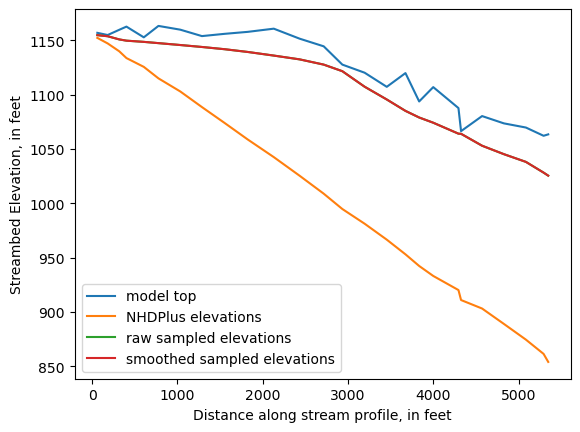 Streambed Elevation, in feet
1150
1100
1050
1000
950
900
850
model top
NHDPlus elevations
raw sampled elevations
smoothed sampled elevations
0 1000 2000 3000 4000 5000
Distance along stream profile, in feet